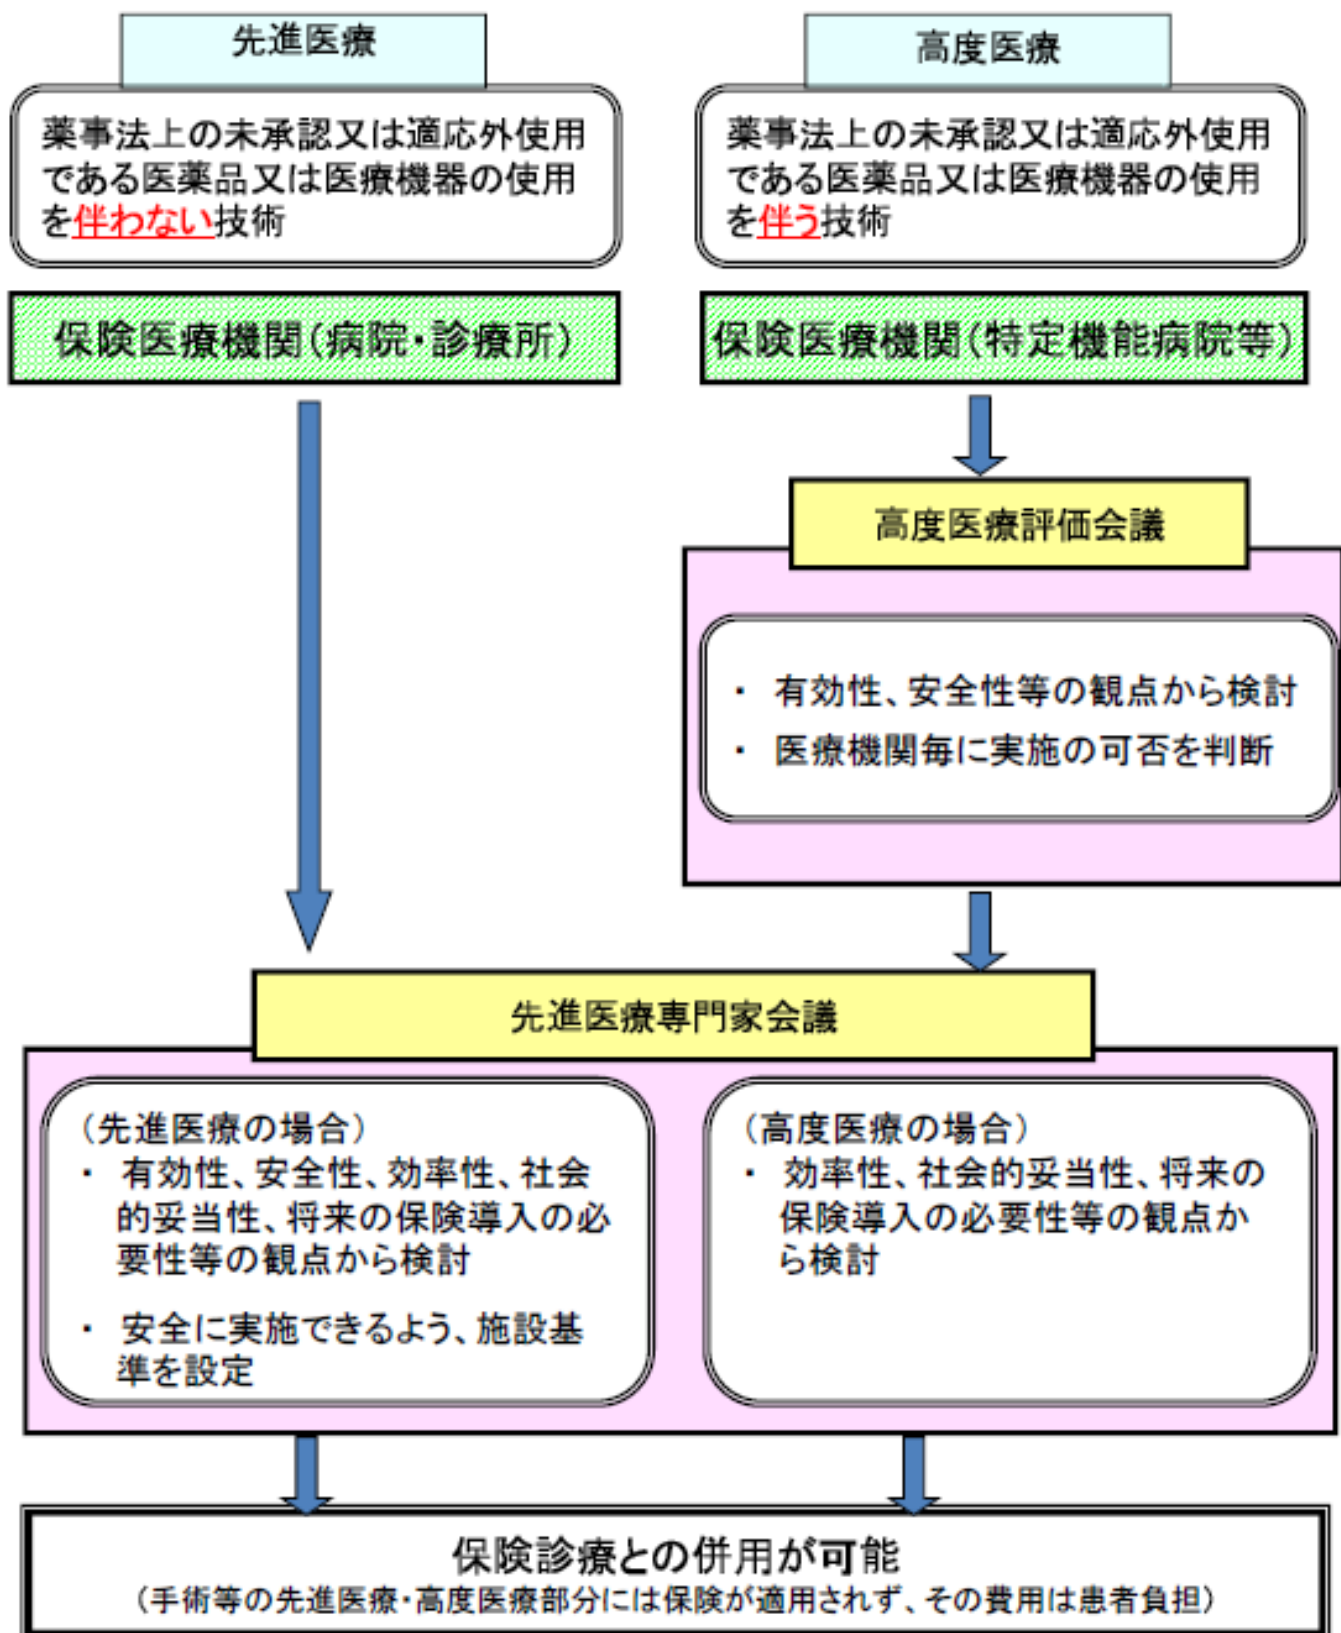 先進医療
薬事法上の未承認又は適応外使用
である医薬品又は医療機器の使用
を伴わない技術
保険医療機関(病院・診療所)
高度医療
薬事法上の未承認又は適応外使用
である医薬品又は医療機器の使用
を伴う技術
保険医療機関(特定機能病院等)
高度医療評価会議
・ 有効性、安全性等の観点から検討
・ 医療機関毎に実施の可否を判断
先進医療専門家会議
(先進医療の場合)
・ 有効性、安全性、効率性、社会
的妥当性、将来の保険導入の必
要性等の観点から検討
・ 安全に実施できるよう、施設基
準を設定
(高度医療の場合)
・ 効率性、社会的妥当性、将来の
保険導入の必要性等の観点か
ら検討
保険診療との併用が可能
(手術等の先進医療・高度医療部分には保険が適用されず、その費用は患者負担)